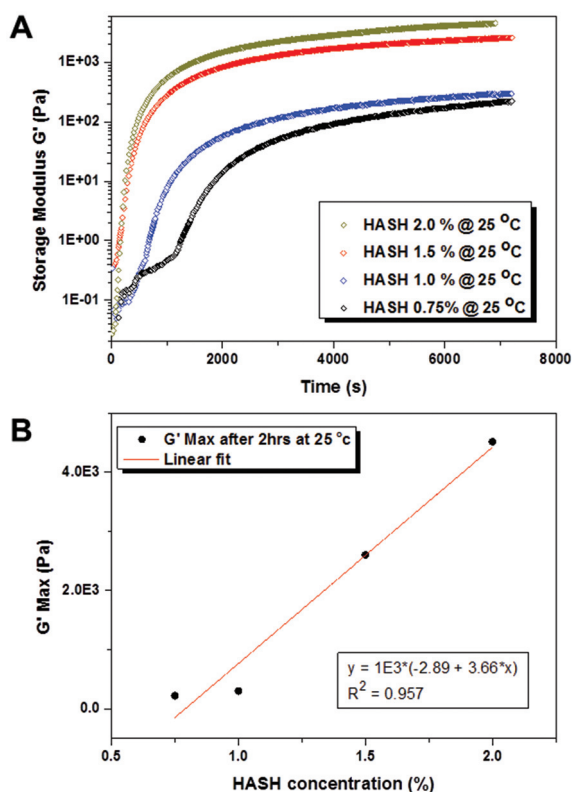 A
Storage Modulus G' (Pa)
1E+03
1E+02
1E+01
1E+00
1E-01
HASH 2.0 % @ 25 °C
HASH 1.5 % @ 25 °C
HASH 1.0 % @ 25 °C
HASH 0.75% @ 25 °C
0 2000 4000 6000 8000
Time (s)
B
G' Max (Pa)
4.0E3
2.0E3
0.0
G' Max after 2hrs at 25 °c
Linear fit
y = 1E3*(-2.89 + 3.66*x)
R² = 0.957
0.5 1.0 1.5 2.0
HASH concentration (%)